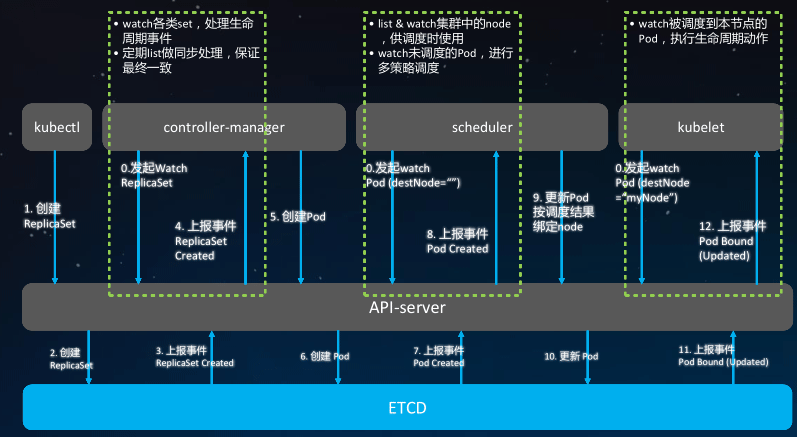 • watch各类set，处理生命
周期事件
• 定期list做同步处理，保证
最终一致
• list & watch集群中的node
，供调度时使用
• watch未调度的Pod，进行
多策略调度
• watch被调度到本节点的
Pod，执行生命周期动作
kubectl
controller-manager
scheduler
kubelet
0.发起Watch
ReplicaSet
0.发起watch
Pod (destNode=“”)
0.发起watch
Pod (destNode
=“myNode”)
1. 创建
ReplicaSet
4. 上报事件
ReplicaSet
Created
5. 创建Pod
8. 上报事件
Pod Created
9. 更新Pod
按调度结果
绑定node
12. 上报事件
Pod Bound
(Updated)
API-server
2. 创建
ReplicaSet
3. 上报事件
ReplicaSet Created
6. 创建 Pod
7. 上报事件
Pod Created
10. 更新 Pod
11. 上报事件
Pod Bound (Updated)
ETCD